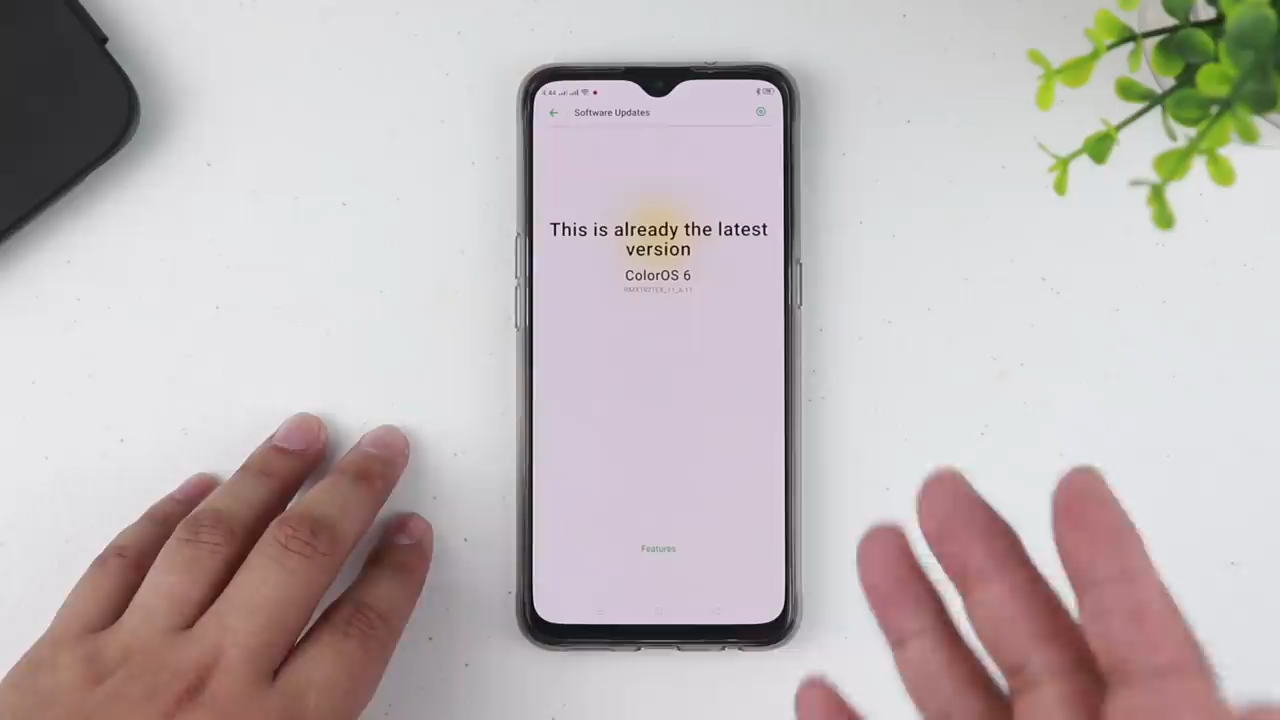 Software Updates
This is already the latest
version
ColorOS 6
Features